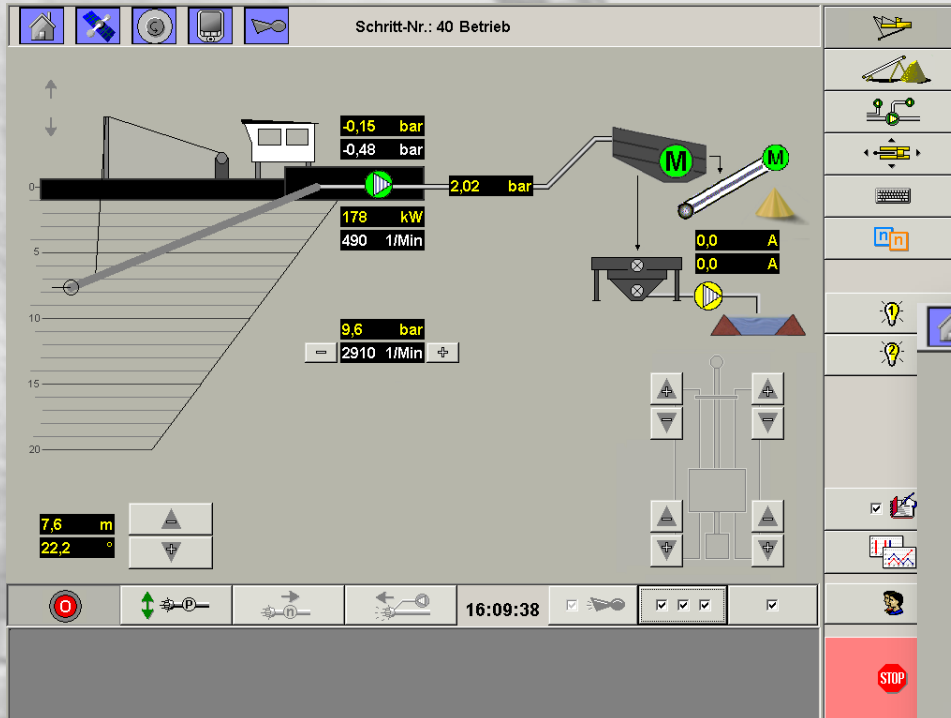 Schritt-Nr.: 40 Betrieb
-0,15 bar
-0,48 bar
2,02 bar
M
M
0
178 kW
490 1/Min
0,0 A
0,0 A
5
10
9,6 bar
2910 1/Min
15
20
7,6 m
22,2 °
O
P
n
16:09:38
n
n
1
2
STOP